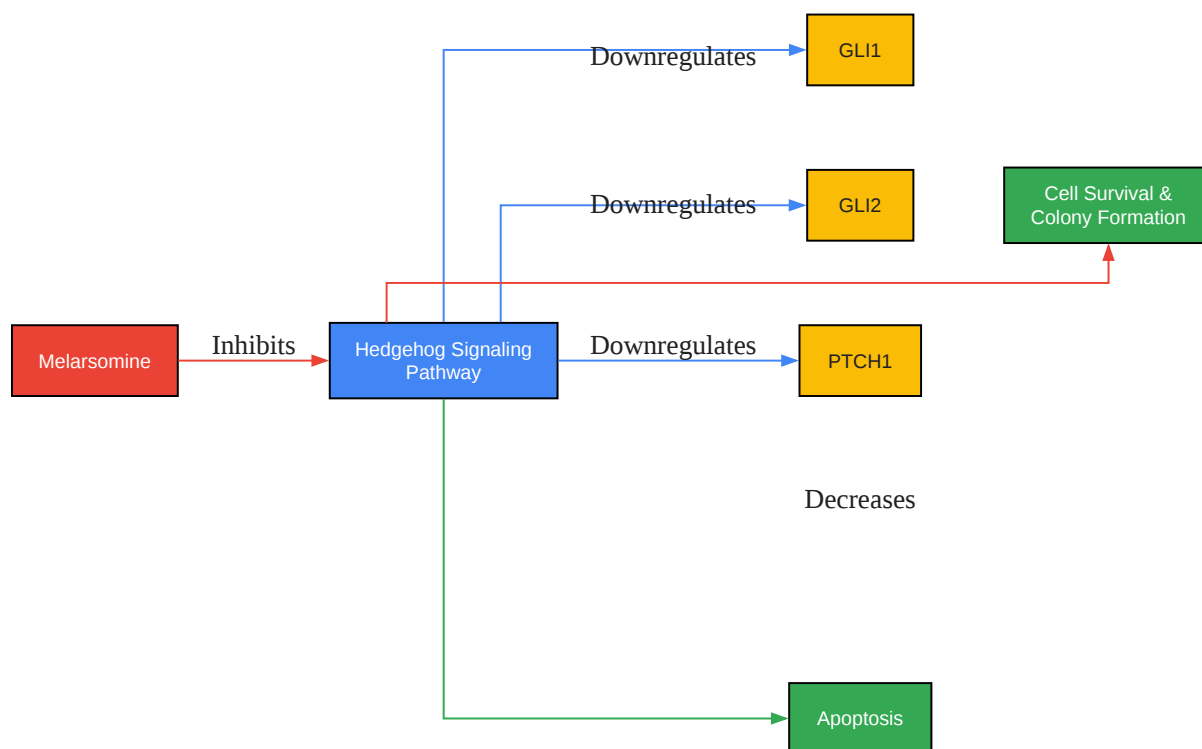 Downregulates
GLI1
Downregulates
GLI2
Cell Survival &
Colony Formation
Melarsomine
Inhibits
Hedgehog Signaling
Pathway
Downregulates
PTCH1
Decreases
Apoptosis